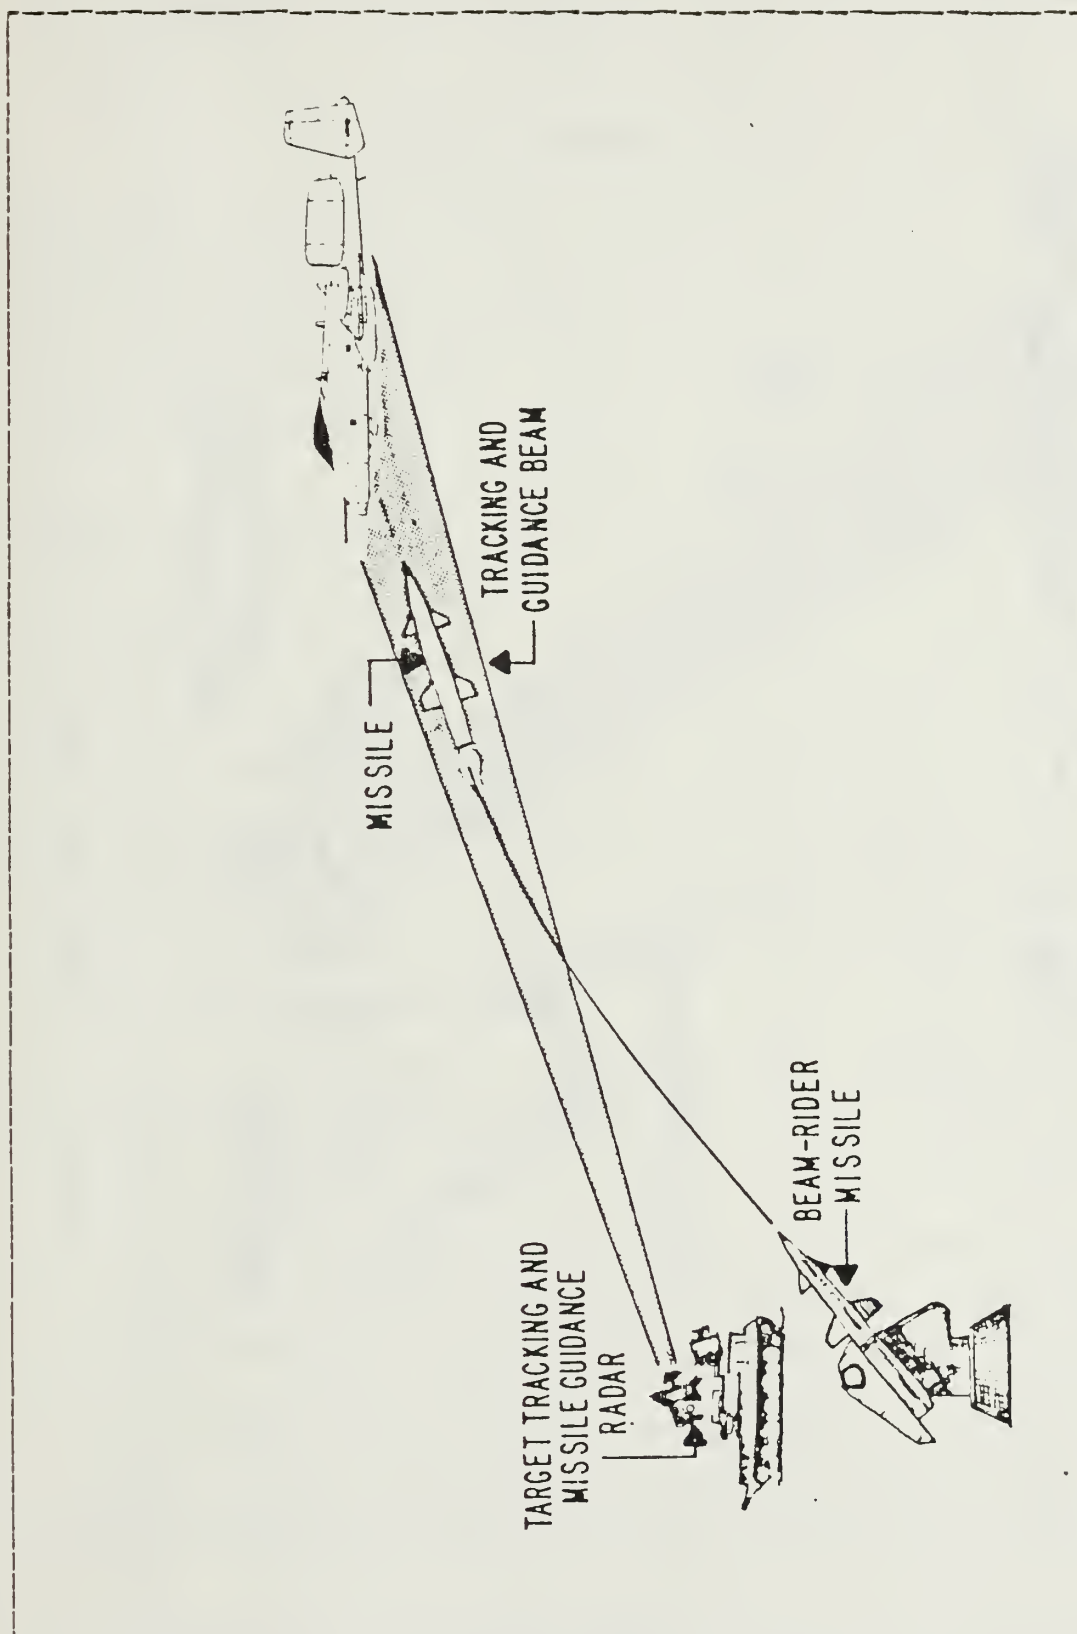 MISSILE
TRACKING AND
GUIDANCE BEAM
TARGET TRACKING AND
MISSILE GUIDANCE
RADAR
BEAM-RIDER
MISSILE